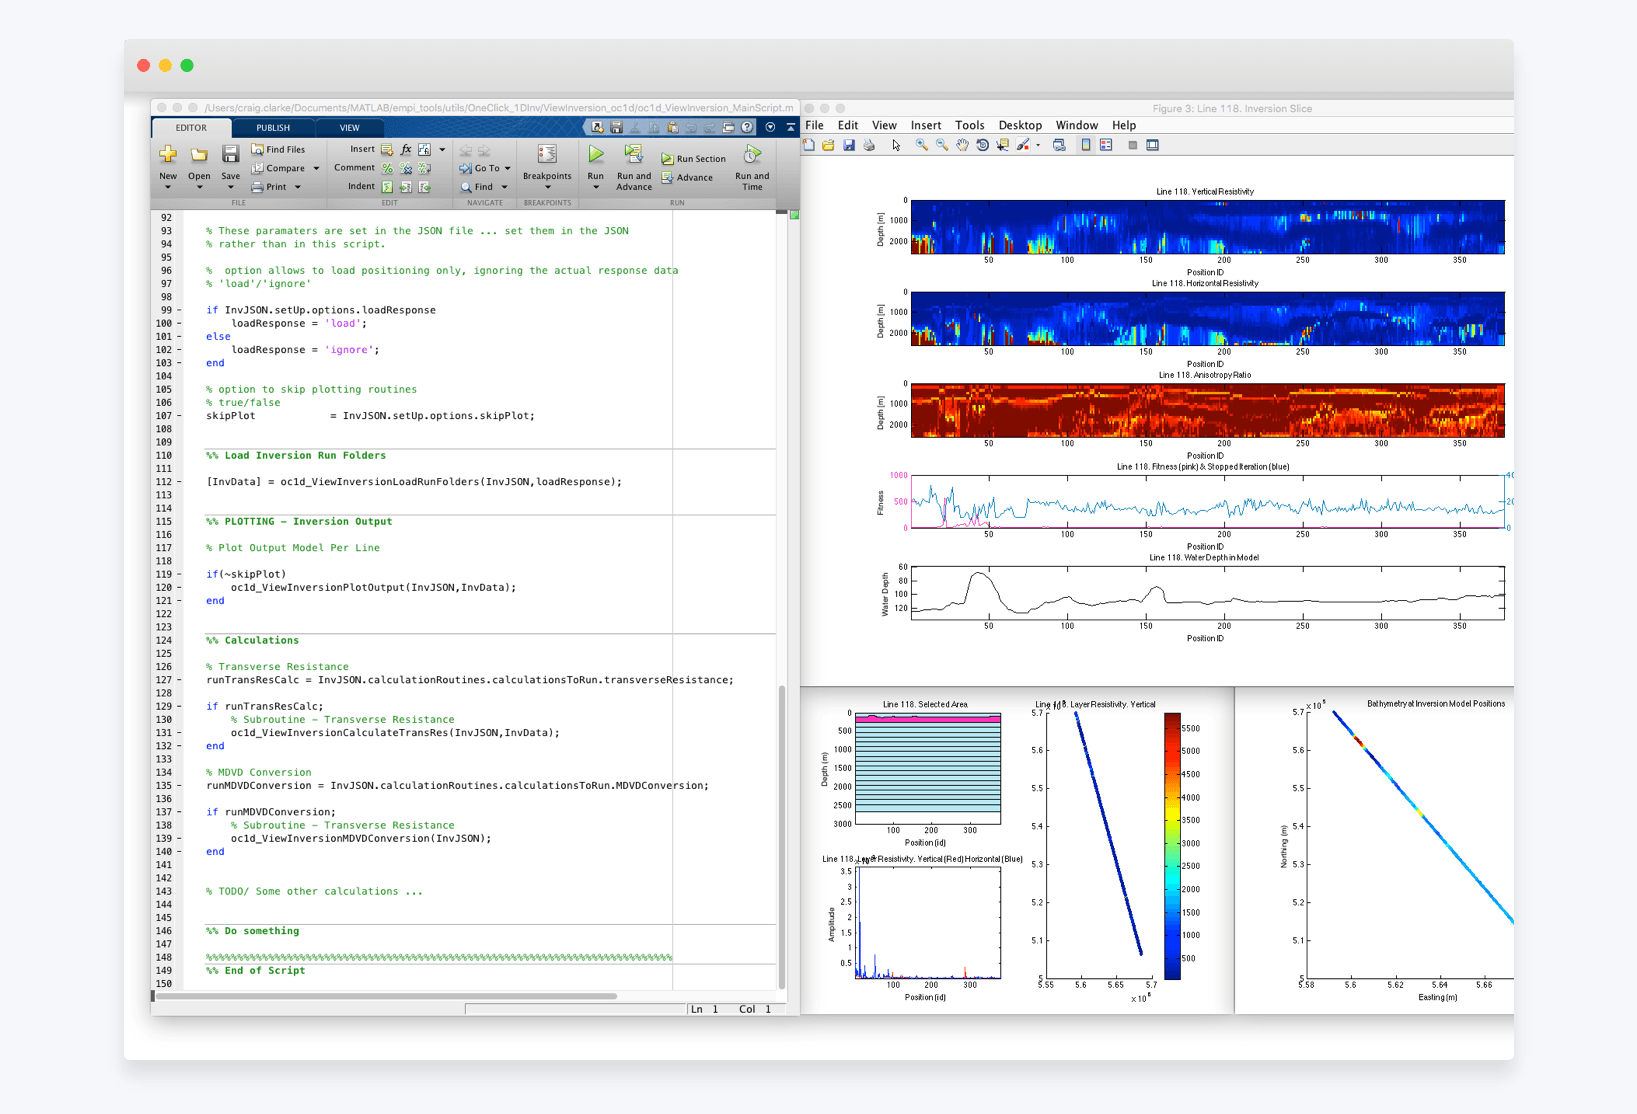 /Users/craig.clarke/Documents/MATLAB/empi_tools/utils/OneClick_1DInv/ViewInversion_oc1d/oc1d_ViewInversion_MainScript.m
EDITOR PUBLISH VIEW
New
Open
Save
Find Files
Compare
Print
FILE
Insert fx
Comment
Indent
EDIT
Go To
Find
NAVIGATE
Breakpoints
BREAKPOINTS
Run
Run and Advance
Run Section
Advance
Run and Time
RUN
92
93 % These paramaters are set in the JSON file ... set them in the JSON
94 % rather than in this script.
95
96 %  option allows to load positioning only, ignoring the actual response data
97 % 'load'/'ignore'
98
99 – if InvJSON.setUp.options.loadResponse
100 –     loadResponse = 'load';
101 – else
102 –     loadResponse = 'ignore';
103 – end
104
105 % option to skip plotting routines
106 % true/false
107 – skipPlot            = InvJSON.setUp.options.skipPlot;
108
109
110 %% Load Inversion Run Folders
111
112 – [InvData] = oc1d_ViewInversionLoadRunFolders(InvJSON,loadResponse);
113
114
115 %% PLOTTING – Inversion Output
116
117 % Plot Output Model Per Line
118
119 – if(~skipPlot)
120 –     oc1d_ViewInversionPlotOutput(InvJSON,InvData);
121 – end
122
123
124 %% Calculations
125
126 % Transverse Resistance
127 – runTransResCalc = InvJSON.calculationRoutines.calculationsToRun.transverseResistance;
128
129 – if runTransResCalc;
130     % Subroutine – Transverse Resistance
131 –     oc1d_ViewInversionCalculateTransRes(InvJSON,InvData);
132 – end
133
134 % MDVD Conversion
135 – runMDVDConversion = InvJSON.calculationRoutines.calculationsToRun.MDVDConversion;
136
137 – if runMDVDConversion;
138     % Subroutine – Transverse Resistance
139 –     oc1d_ViewInversionMDVDConversion(InvJSON);
140 – end
141
142
143 % TODO/ Some other calculations ...
144
145
146 %% Do something
147
148 %%%%%%%%%%%%%%%%%%%%%%%%%%%%%%%%%%%%%%%%%%%%%%%%%%%%%%%%%%%%%%%%%%%%%%%%%%%%%
149 %% End of Script
150
Ln 1 Col 1
Figure 3: Line 118. Inversion Slice
File Edit View Insert Tools Desktop Window Help
Line 118. Vertical Resistivity
Depth [m]
0
1000
2000
50 100 150 200 250 300 350
Position ID
Line 118. Horizontal Resistivity
Depth [m]
0
1000
2000
50 100 150 200 250 300 350
Position ID
Line 118. Anisotropy Ratio
Depth [m]
0
1000
2000
50 100 150 200 250 300 350
Position ID
Line 118. Fitness (pink) & Stopped Iteration (blue)
Fitness
1000
500
0
20
0
50 100 150 200 250 300 350
Position ID
Line 118. Water Depth in Model
Water Depth
60
80
100
120
50 100 150 200 250 300 350
Position ID
Line 118. Selected Area
Depth (m)
0
500
1000
1500
2000
2500
3000
100 200 300
Position (id)
Line 118. Layer Resistivity. Vertical (Red) Horizontal (Blue)
Amplitude
3.5
3
2.5
2
1.5
1
0.5
100 200 300
Position (id)
Line 118. Layer Resistivity. Vertical
5.7
5.6
5.5
5.4
5.3
5.2
5.1
5
5.55 5.6 5.65 5.7
x 10⁶
5500
5000
4500
4000
3500
3000
2500
2000
1500
1000
500
Bathymetry at Inversion Model Positions
Northing (m)
5.7
5.6
5.5
5.4
5.3
5.2
5.1
5
5.58 5.6 5.62 5.64 5.66
Easting (m)